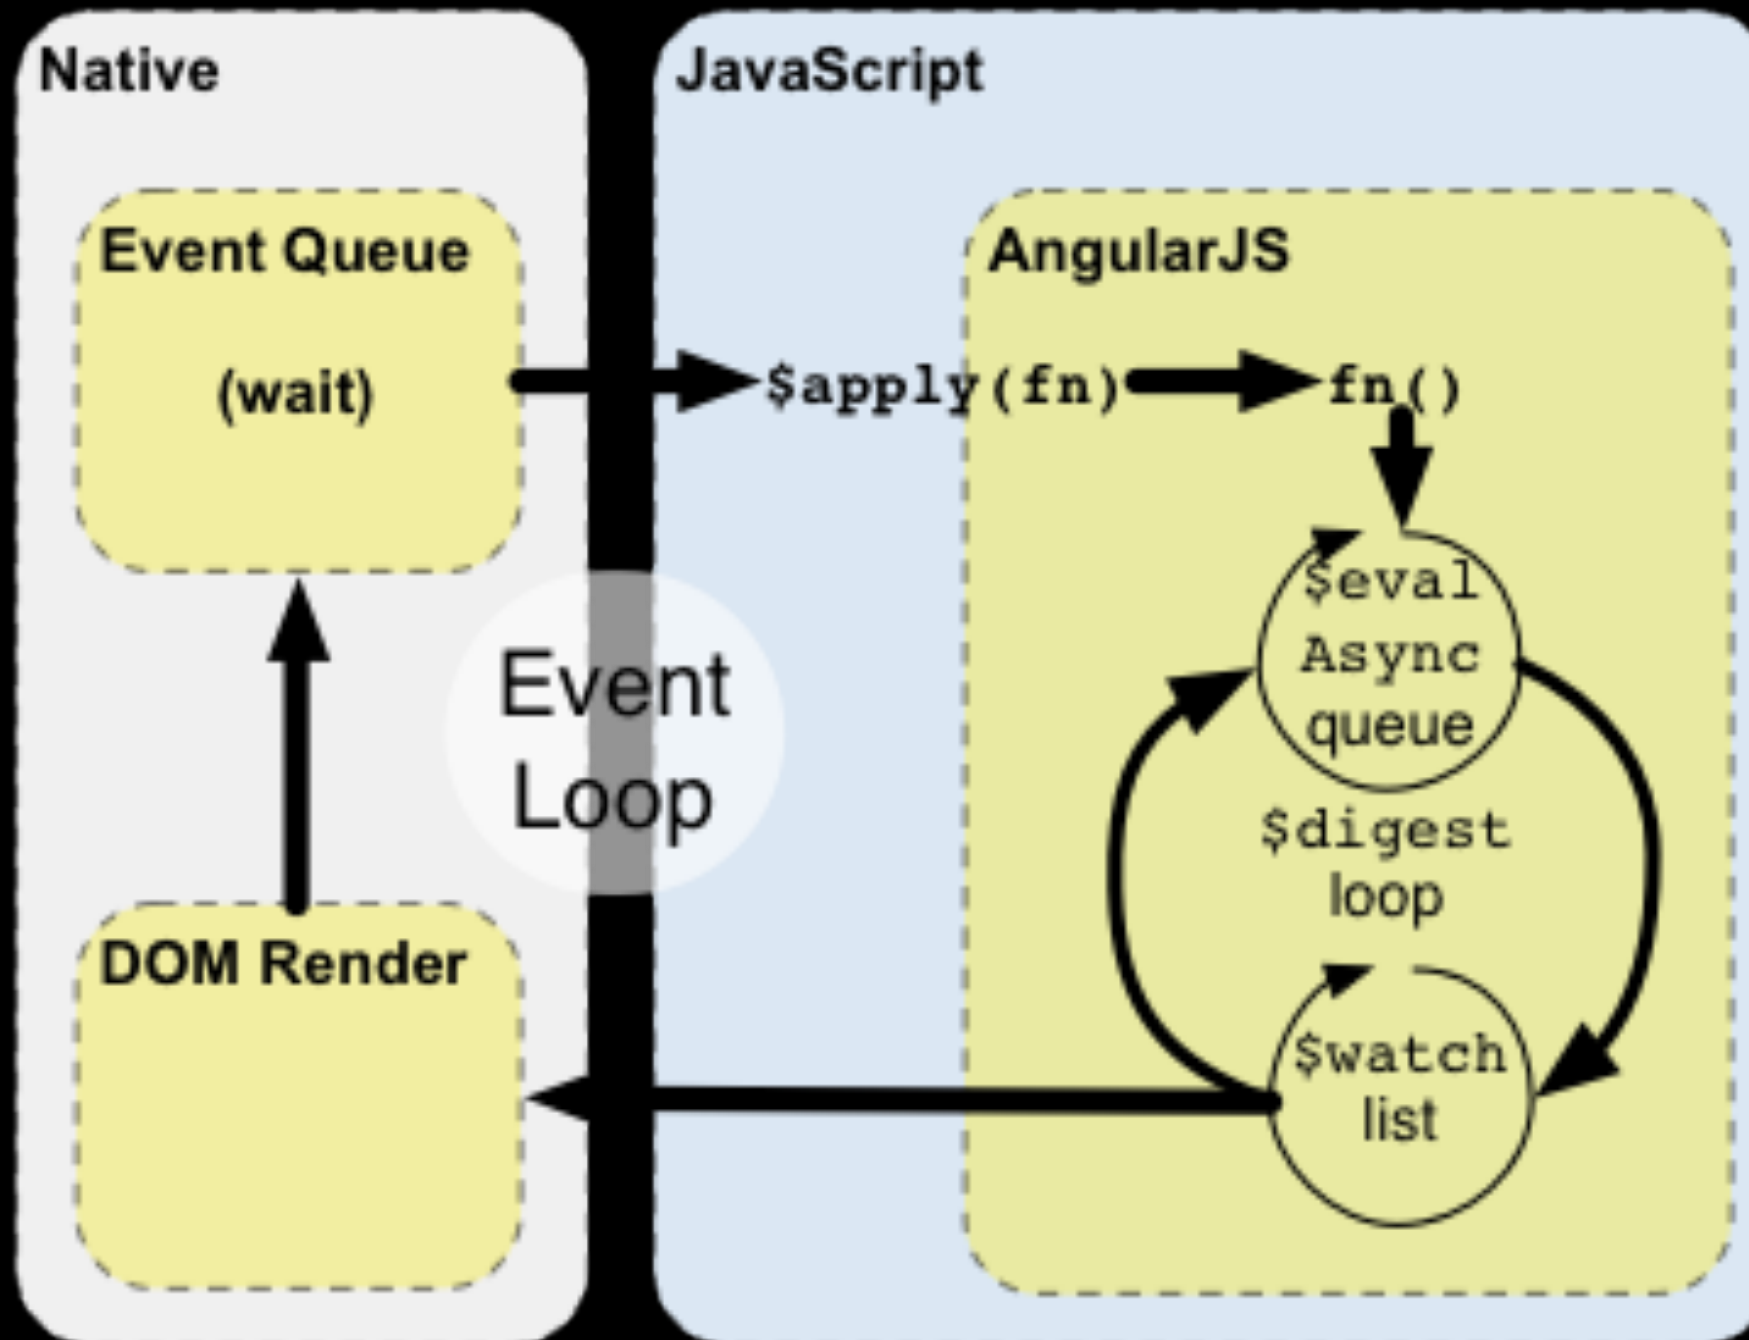 Native
Event Queue
(wait)
DOM Render
Event
Loop
JavaScript
AngularJS
$apply(fn)
fn()
$eval
Async
queue
$digest
loop
$watch
list